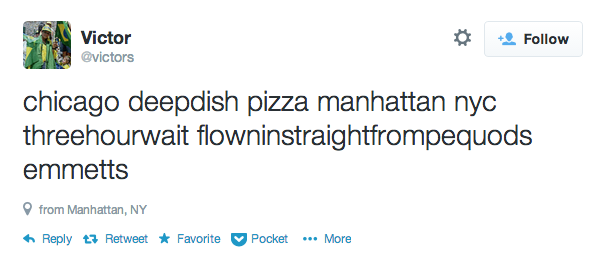 Victor
@victors
Follow
chicago deepdish pizza manhattan nyc
threehourwait flowninstraightfrompequods
emmetts
from Manhattan, NY
Reply Retweet Favorite Pocket More